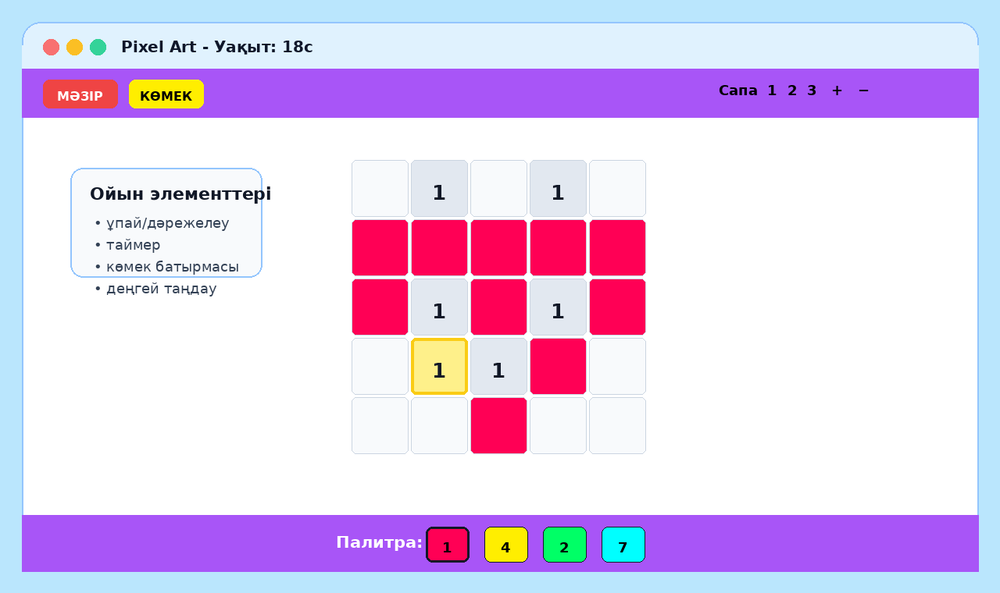 Pixel Art - Уақыт: 18с
МӘЗІР КӨМЕК
Сапа 1 2 3 + −
Ойын элементтері
• ұпай/дәрежелеу
• таймер
• көмек батырмасы
• деңгей таңдау
1 1
1 1
1 1
Палитра: 1 4 2 7